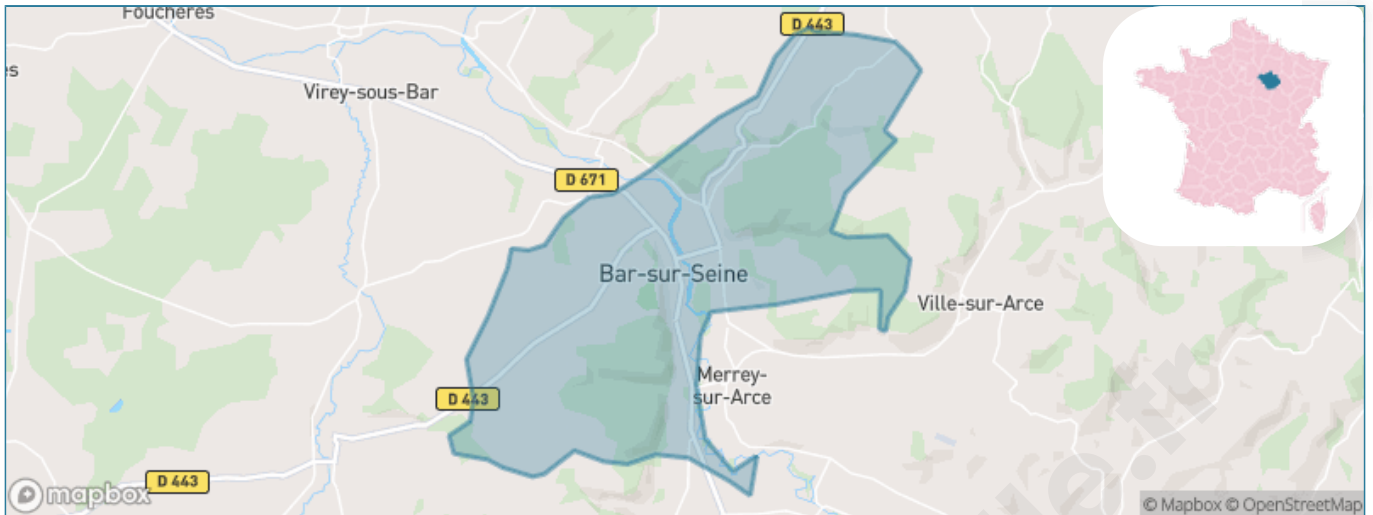 Foucheres
D 443
Virey-sous-Bar
D 671
Bar-sur-Seine
Ville-sur-Arce
Merrey-
sur-Arce
D 443
D 443
mapbox
© Mapbox © OpenStreetMap